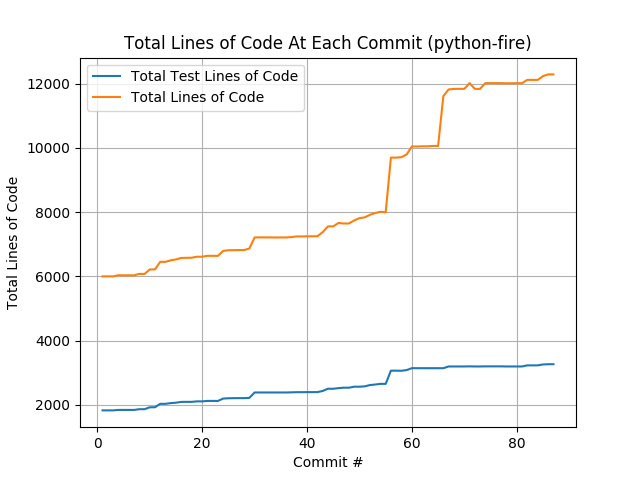 Total Lines of Code At Each Commit (python-fire)
Total Test Lines of Code
Total Lines of Code
12000
10000
8000
6000
4000
2000
Total Lines of Code
0 20 40 60 80
Commit #